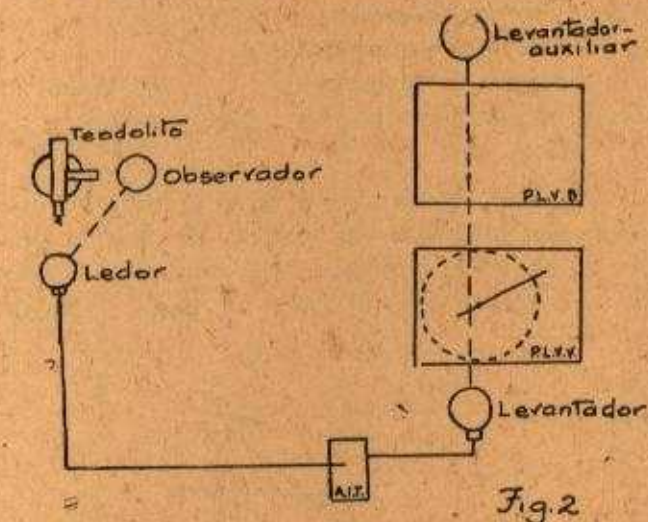 Levantador-
auxiliar
Teodolito
Observador
P.L.V.B
Ledor
P.L.V.V.
Levantador
A.I.T.
Fig. 2